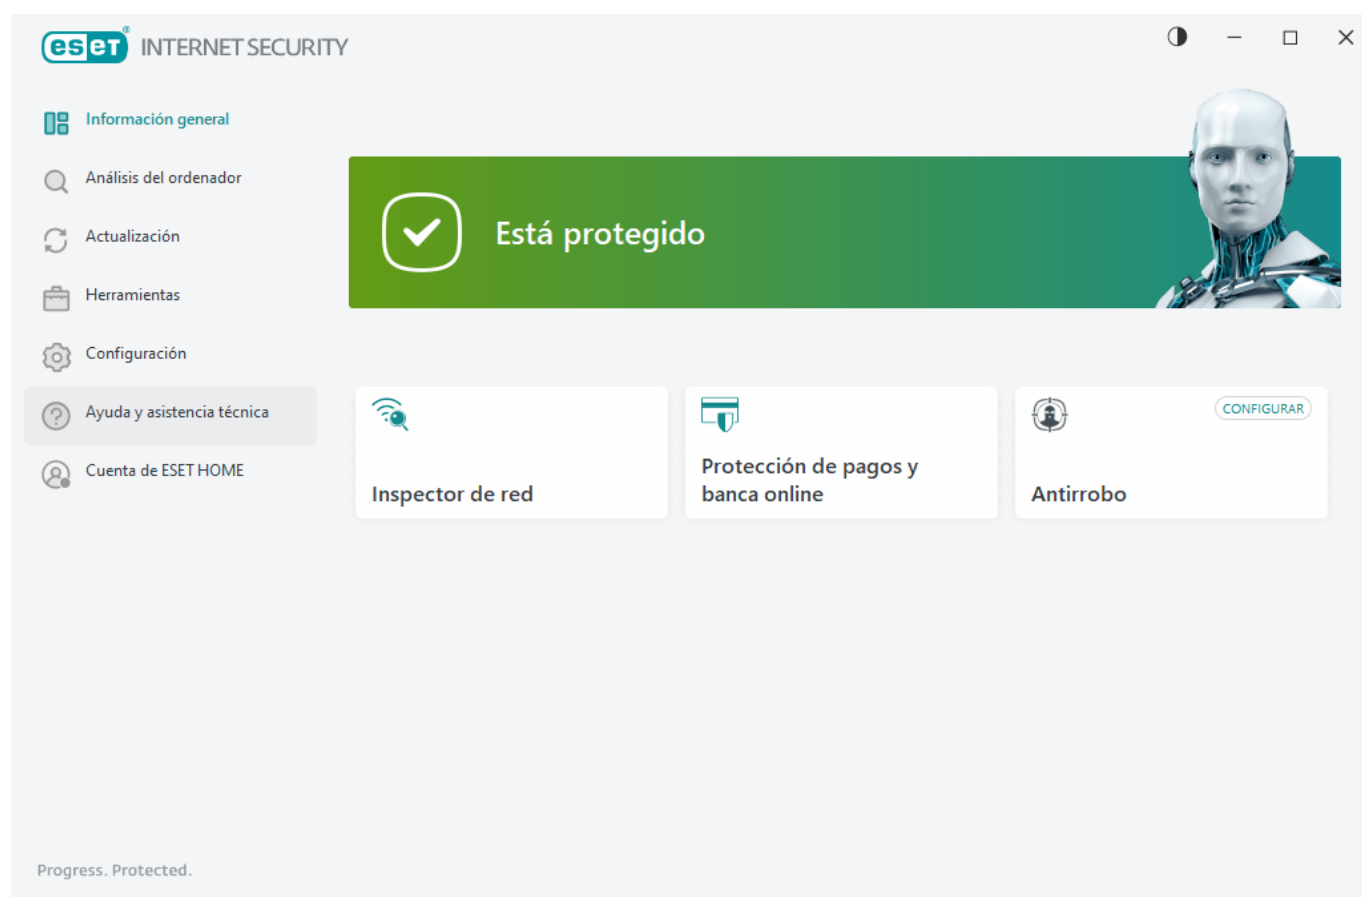 eset® INTERNET SECURITY
Información general
Análisis del ordenador
Actualización
Herramientas
Configuración
Ayuda y asistencia técnica
Cuenta de ESET HOME
Está protegido
Inspector de red
Protección de pagos y
banca online
CONFIGURAR
Antirrobo
Progress. Protected.